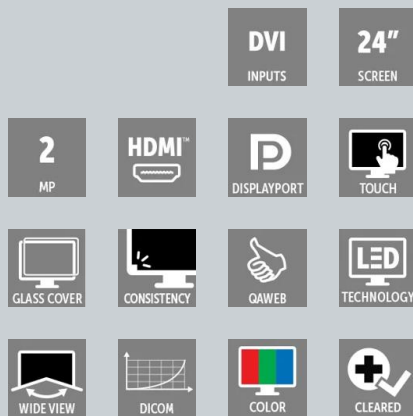 DVI
INPUTS
24"
SCREEN
2
MP
HDMI™
DISPLAYPORT
TOUCH
GLASS COVER
CONSISTENCY
QAWEB
LED
TECHNOLOGY
WIDE VIEW
DICOM
COLOR
CLEARED